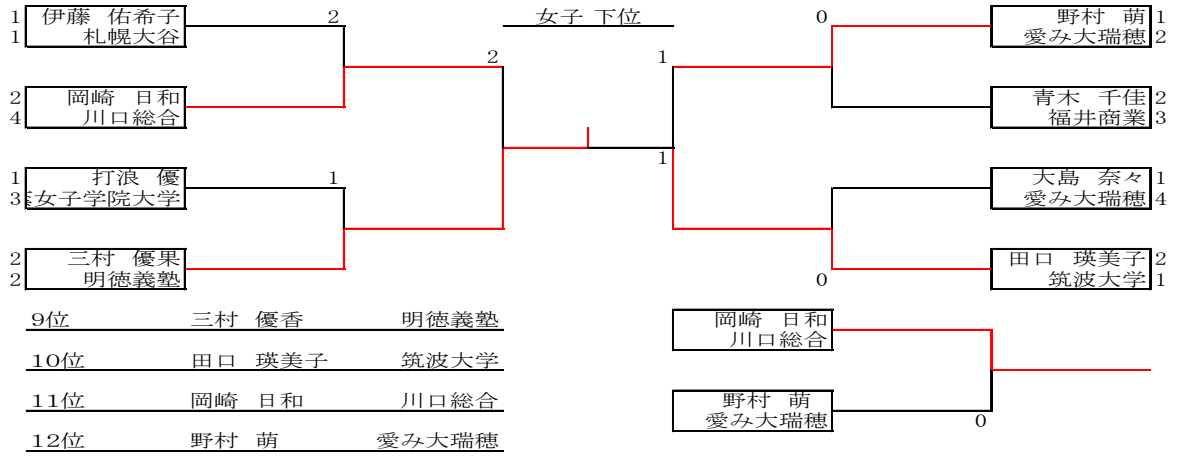 女子 下位
1 伊藤 佑希子
1 札幌大谷
2
2 岡崎 日和
4 川口総合
2
1 打浪 優
3 女子学院大学
1
2 三村 優果
2 明徳義塾
0
野村 萌 1
愛み大瑞穂 2
1
青木 千佳 2
福井商業 3
1
大島 奈々 1
愛み大瑞穂 4
田口 瑛美子 2
筑波大学 1
0
9位 三村 優香 明徳義塾
10位 田口 瑛美子 筑波大学
11位 岡崎 日和 川口総合
12位 野村 萌 愛み大瑞穂
岡崎 日和
川口総合
野村 萌
愛み大瑞穂
0